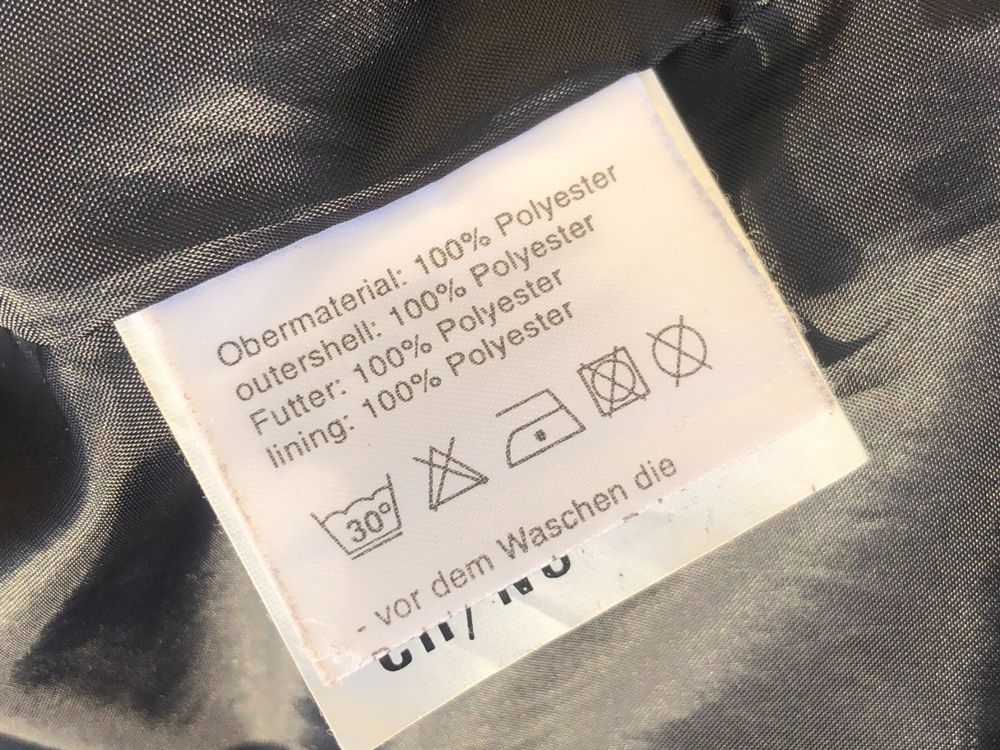 Obermaterial: 100% Polyester
outershell: 100% Polyester
Futter: 100% Polyester
lining: 100% Polyester
30°
- vor dem Waschen die